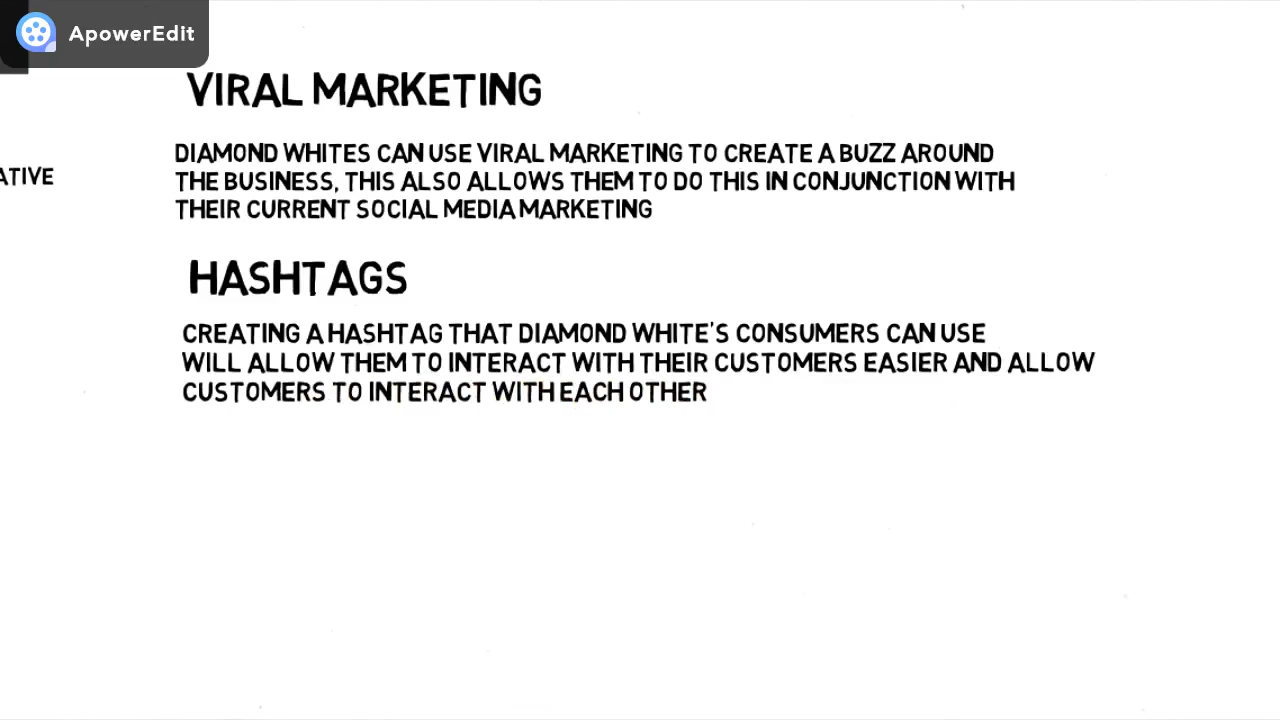 ApowerEdit
VIRAL MARKETING
DIAMOND WHITES CAN USE VIRAL MARKETING TO CREATE A BUZZ AROUND
THE BUSINESS, THIS ALSO ALLOWS THEM TO DO THIS IN CONJUNCTION WITH
ATIVE
THEIR CURRENT SOCIAL MEDIA MARKETING
HASHTAGS
CREATING A HASHTAG THAT DIAMOND WHITE'S CONSUMERS CAN USE
WILL ALLOW THEM TO INTERACT WITH THEIR CUSTOMERS EASIER AND ALLOW
CUSTOMERS TO INTERACT WITH EACH OTHER